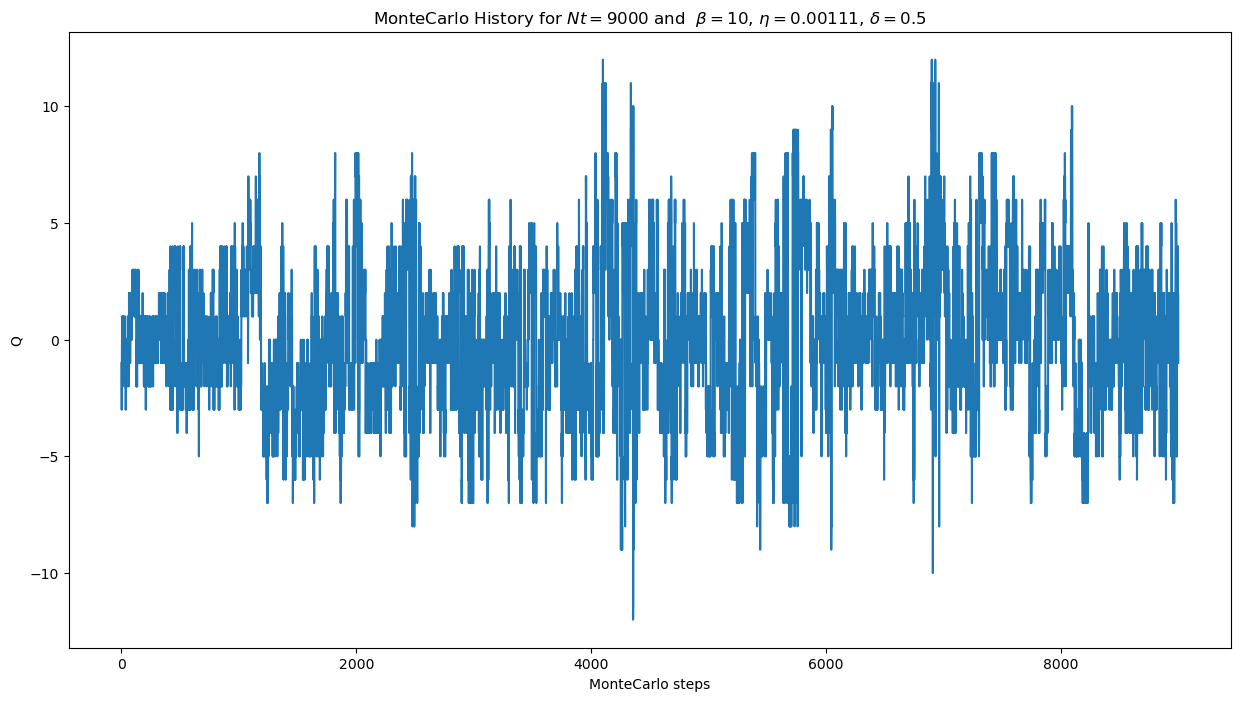 MonteCarlo History for Nt = 9000 and β = 10, η = 0.00111, δ = 0.5
10
5
0
−5
−10
Q
0 2000 4000 6000 8000
MonteCarlo steps